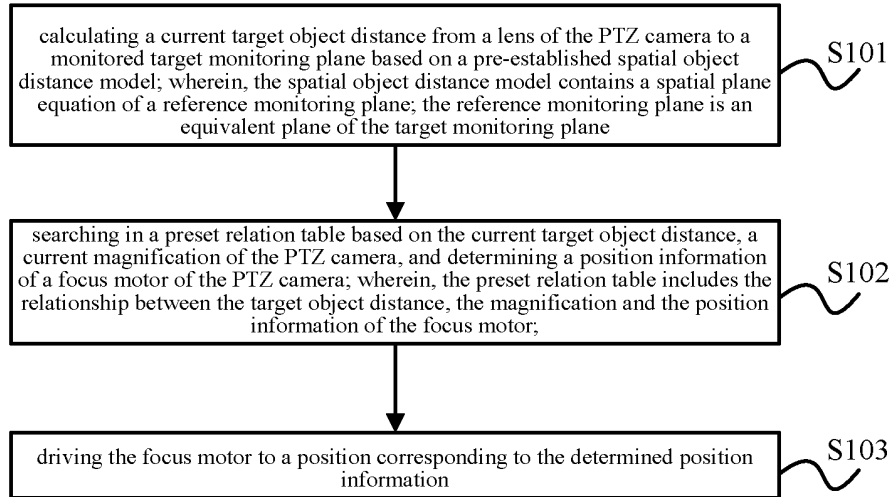 calculating a current target object distance from a lens of the PTZ camera to
a monitored target monitoring plane based on a pre-established spatial object
distance model; wherein, the spatial object distance model contains a spatial plane
equation of a reference monitoring plane; the reference monitoring plane is an
equivalent plane of the target monitoring plane
S101
searching in a preset relation table based on the current target object distance, a
current magnification of the PTZ camera, and determining a position information
of a focus motor of the PTZ camera; wherein, the preset relation table includes the
relationship between the target object distance, the magnification and the position
information of the focus motor;
S102
driving the focus motor to a position corresponding to the determined position
information
S103